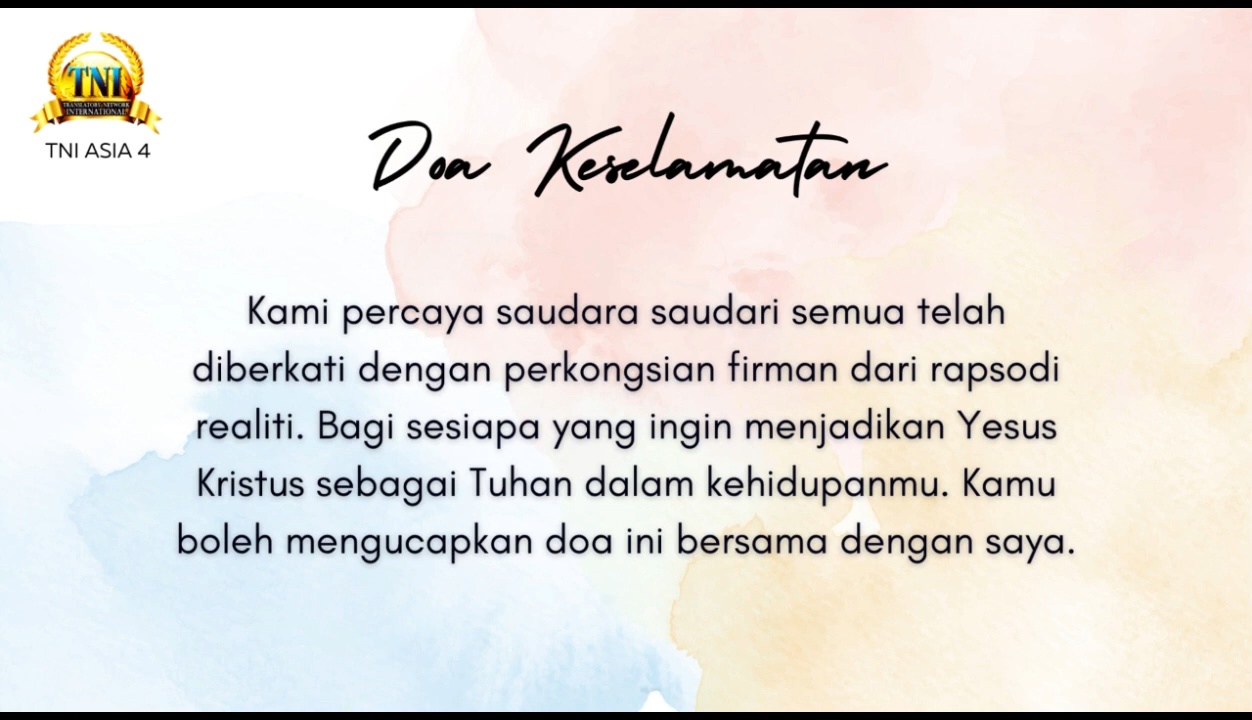 TNI
TRANSLATORS NETWORK
INTERNATIONAL
TNI ASIA 4
Doa Keselamatan
Kami percaya saudara saudari semua telah
diberkati dengan perkongsian firman dari rapsodi
realiti. Bagi sesiapa yang ingin menjadikan Yesus
Kristus sebagai Tuhan dalam kehidupanmu. Kamu
boleh mengucapkan doa ini bersama dengan saya.